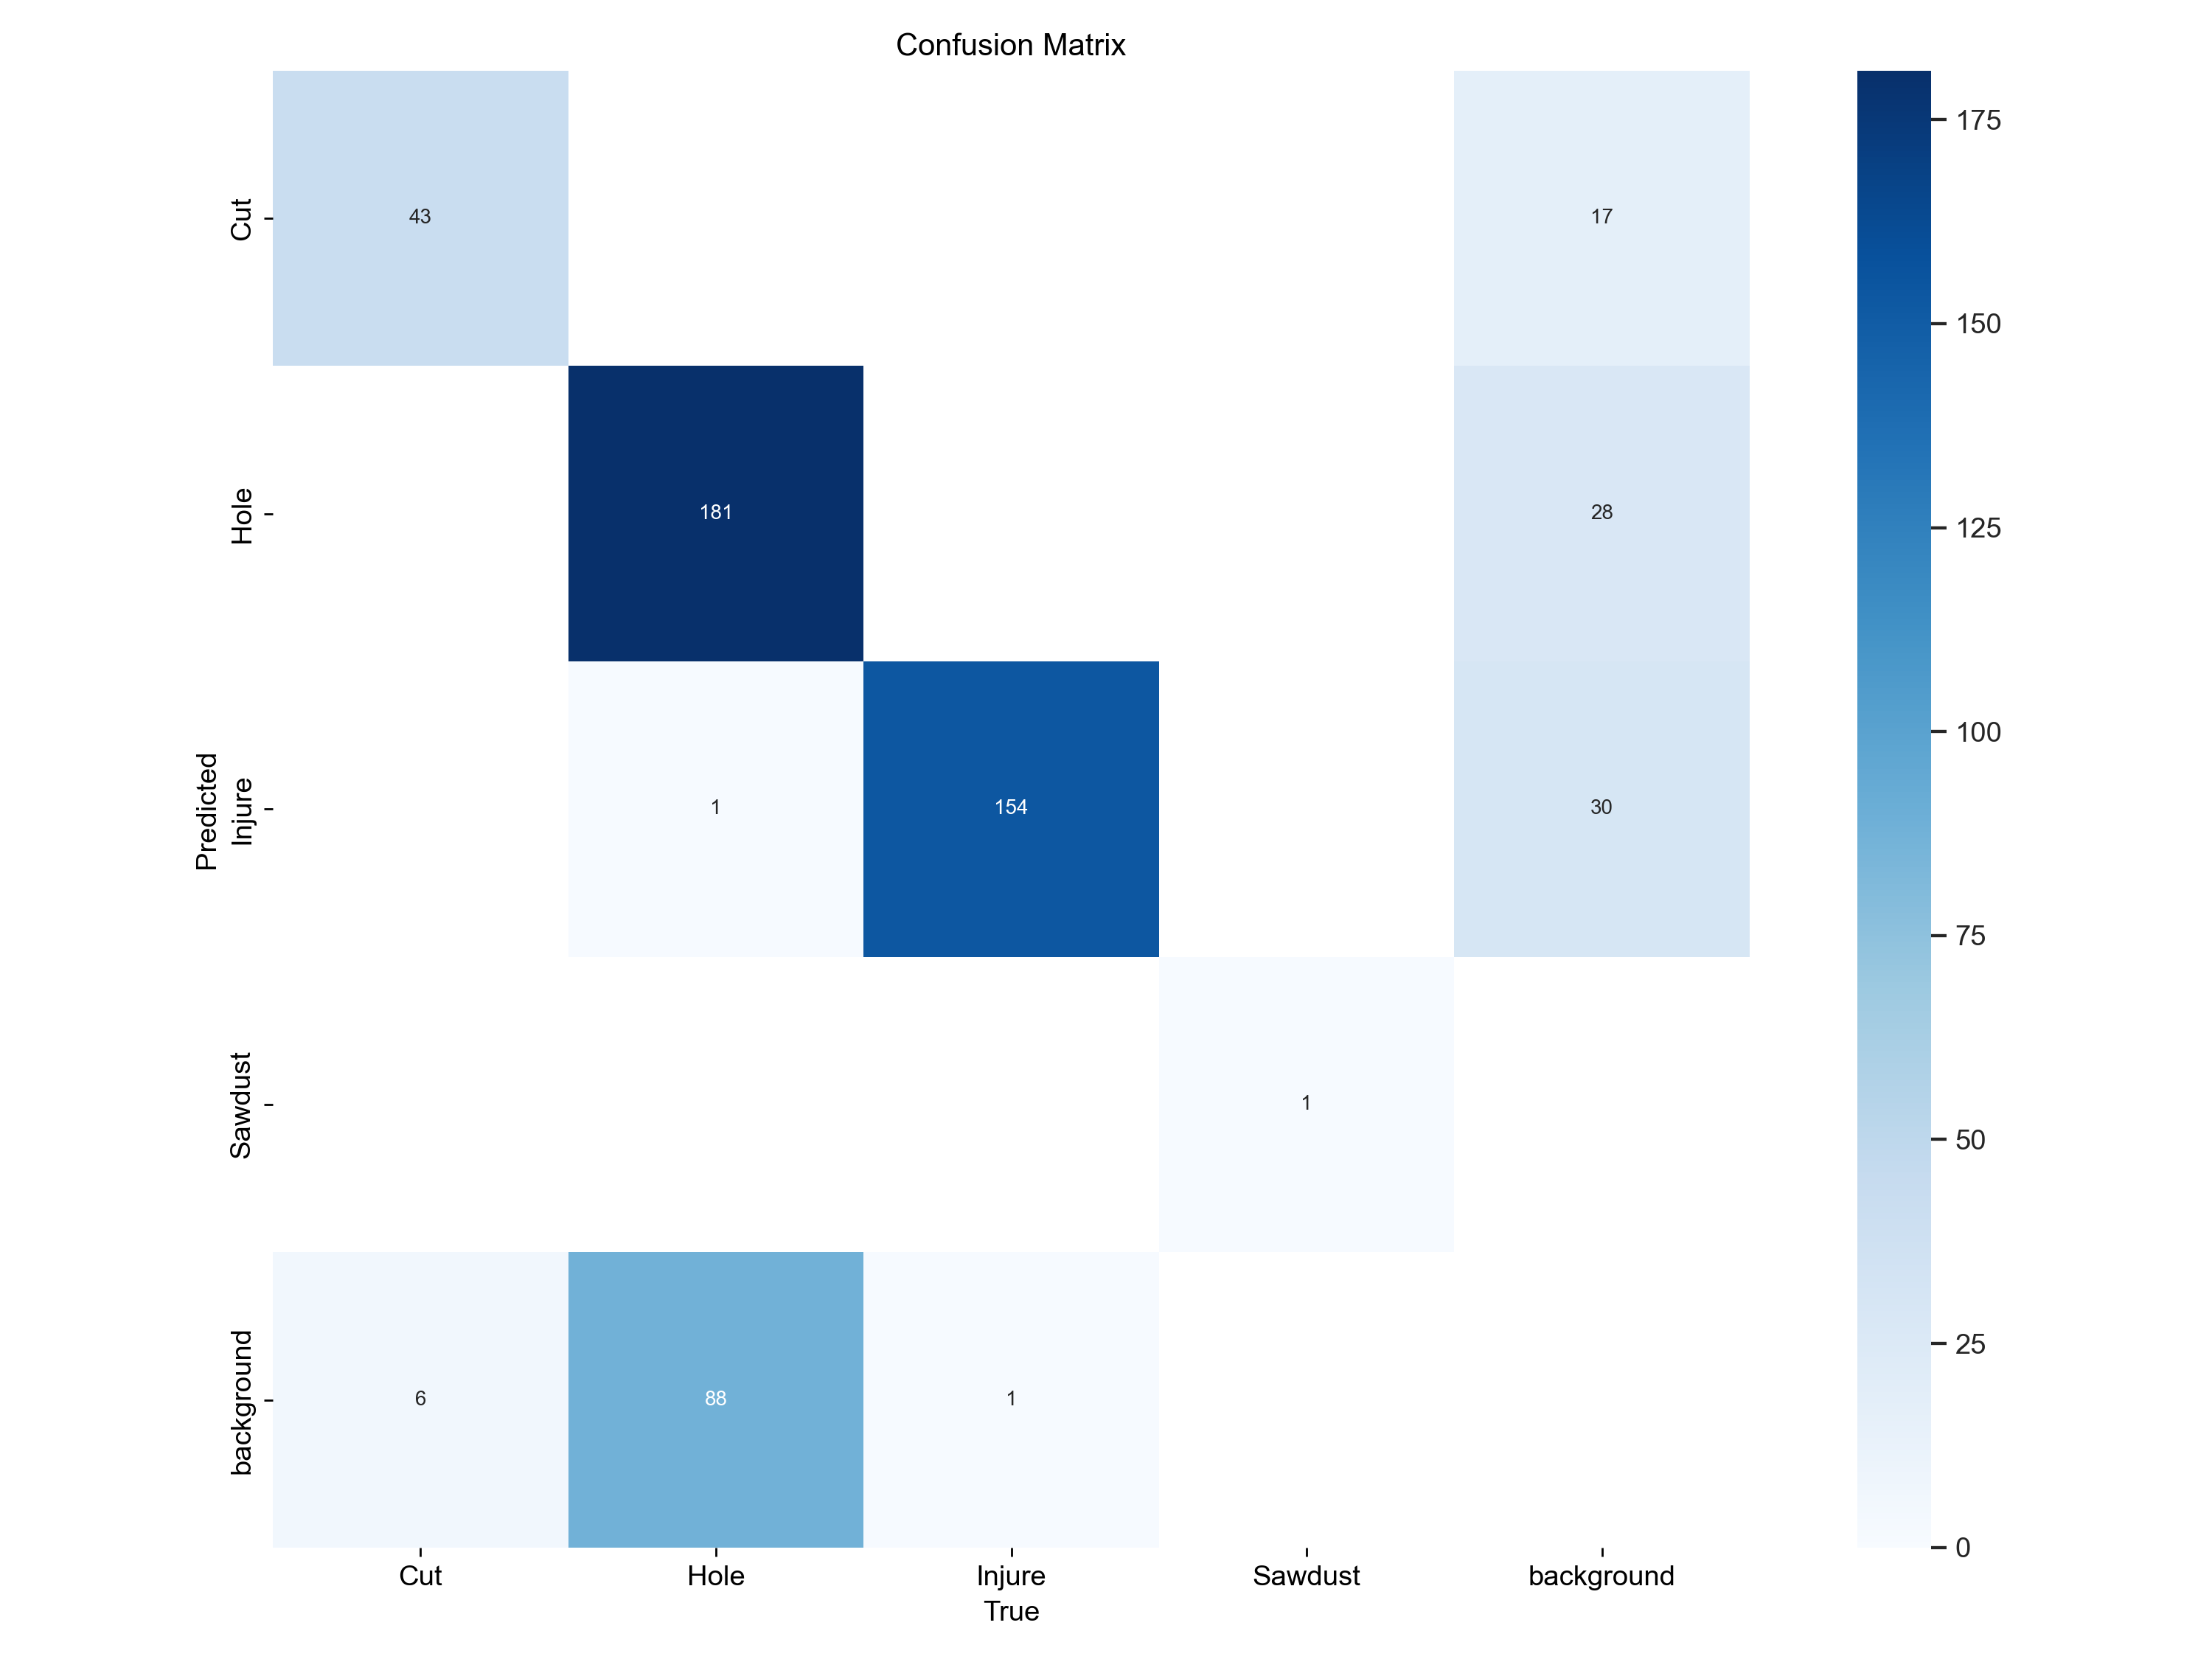 Confusion Matrix
Cut
43
17
Hole
181
28
Predicted
Injure
1
154
30
Sawdust
1
background
6
88
1
Cut
Hole
Injure
Sawdust
background
True
175
150
125
100
75
50
25
0